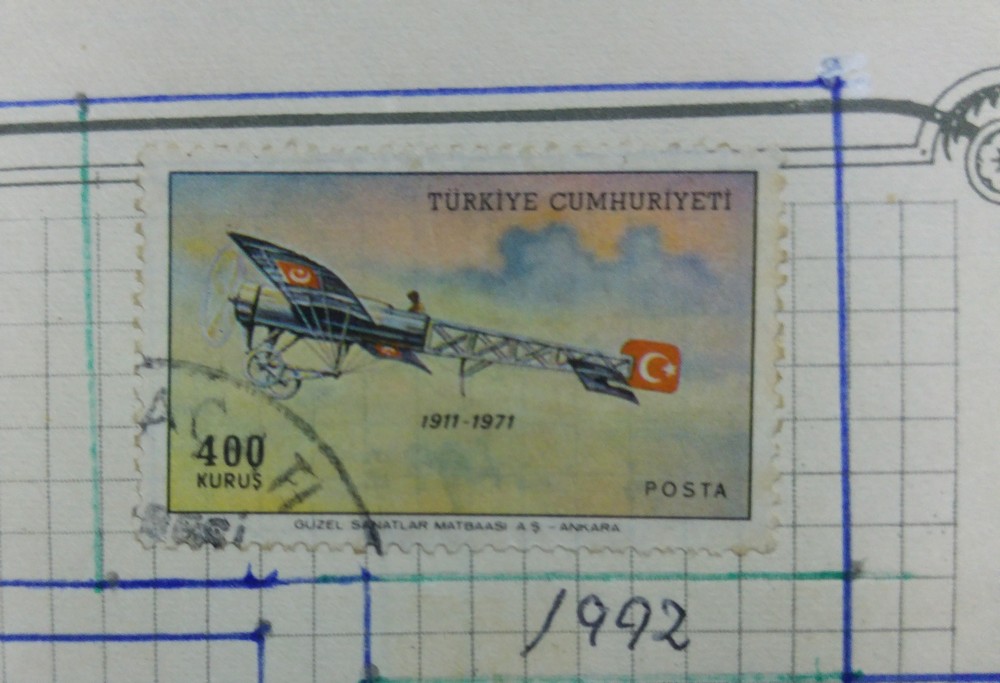 TÜRKİYE CUMHURİYETİ
1911-1971
400
KURUŞ
POSTA
GÜZEL SANATLAR MATBAASI A.Ş - ANKARA
1992